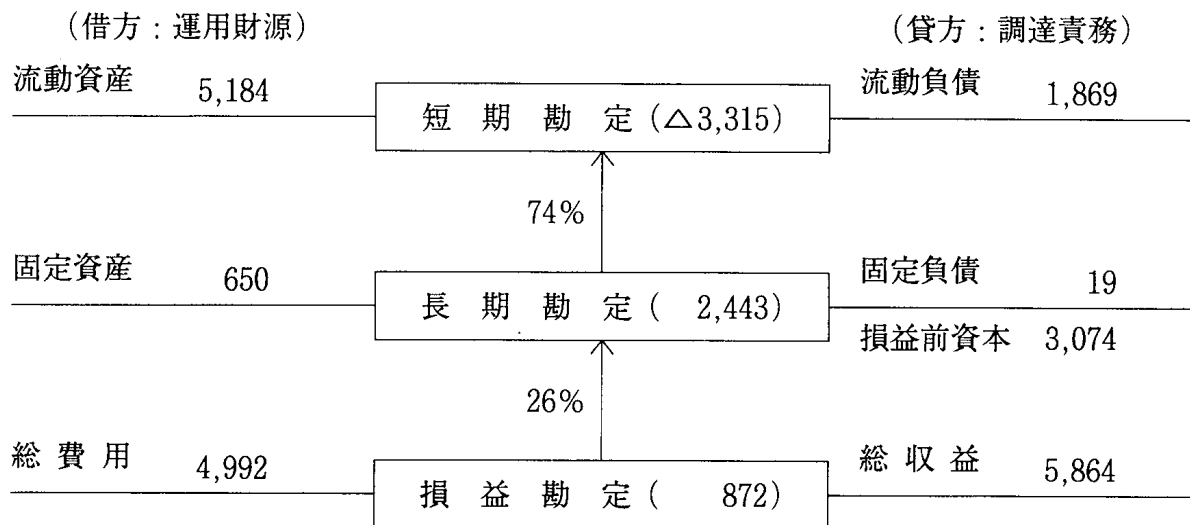 (借方：運用財源) (貸方：調達責務)
流動資産 5,184 短期勘定(△3,315) 流動負債 1,869
74%
固定資産 650 長期勘定( 2,443) 固定負債 19
損益前資本 3,074
26%
総費用 4,992 損益勘定( 872) 総収益 5,864